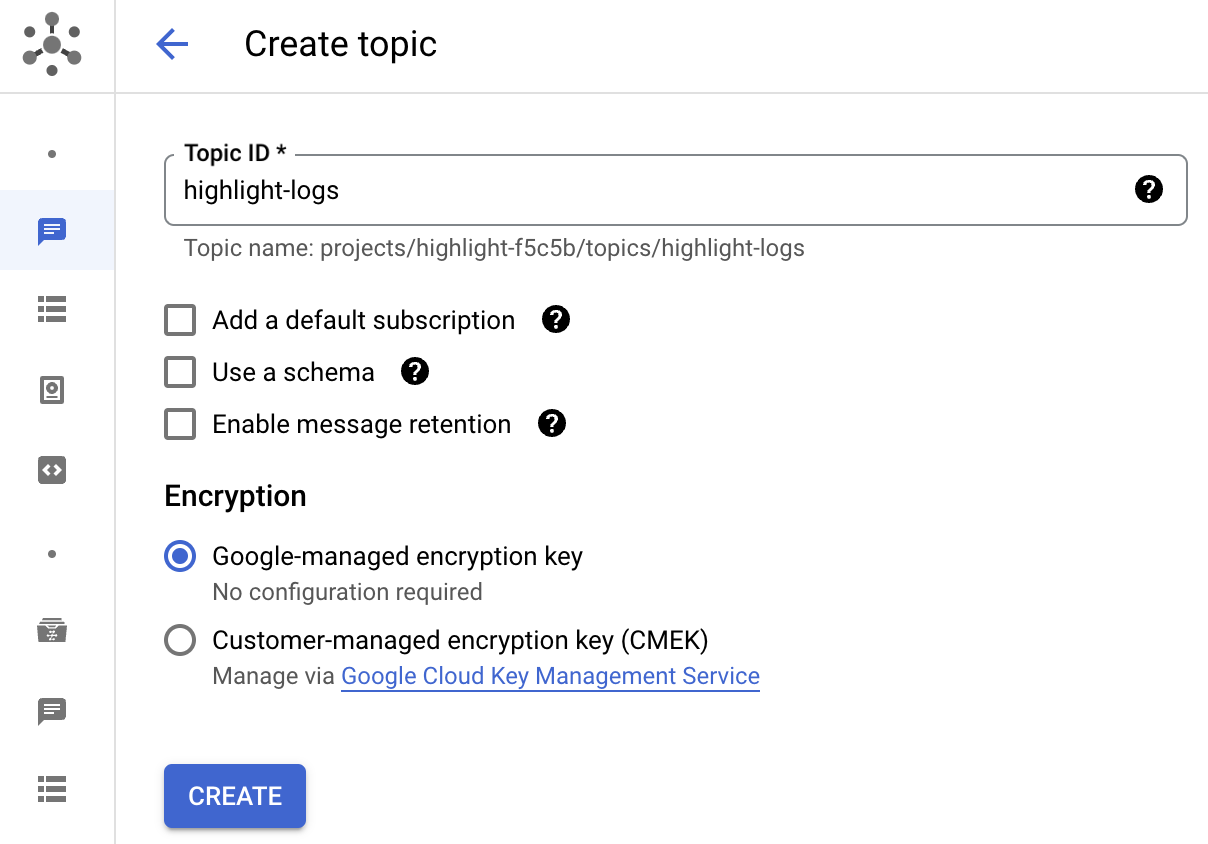 Create topic
Topic ID *
highlight-logs
Topic name: projects/highlight-f5c5b/topics/highlight-logs
Add a default subscription
Use a schema
Enable message retention
Encryption
Google-managed encryption key
No configuration required
Customer-managed encryption key (CMEK)
Manage via Google Cloud Key Management Service
CREATE